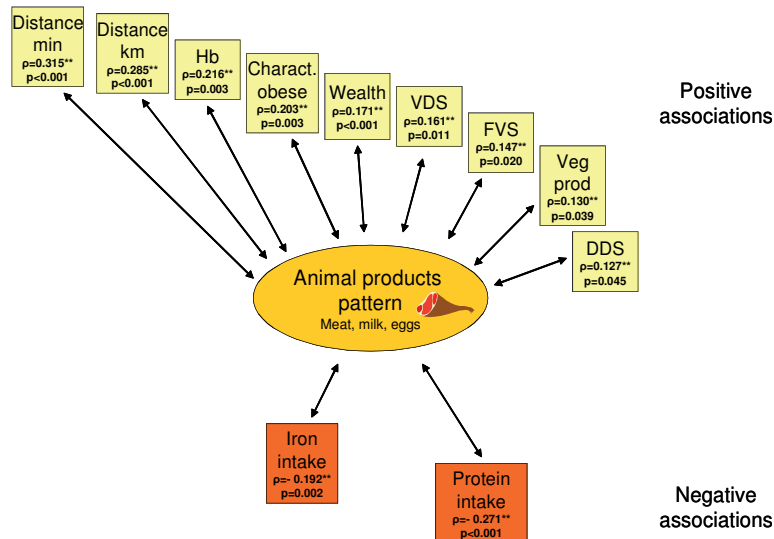 Distance
min
ρ=0.315**
p<0.001
Distance
km
ρ=0.285**
p<0.001
Hb
ρ=0.216**
p=0.003
Charact.
obese
ρ=0.203**
p=0.003
Wealth
ρ=0.171**
p<0.001
VDS
ρ=0.161**
p=0.011
FVS
ρ=0.147**
p=0.020
Veg
prod
ρ=0.130**
p=0.039
DDS
ρ=0.127**
p=0.045
Positive
associations
Animal products
pattern
Meat, milk, eggs
Iron
intake
ρ=- 0.192**
p=0.002
Protein
intake
ρ=- 0.271**
p<0.001
Negative
associations